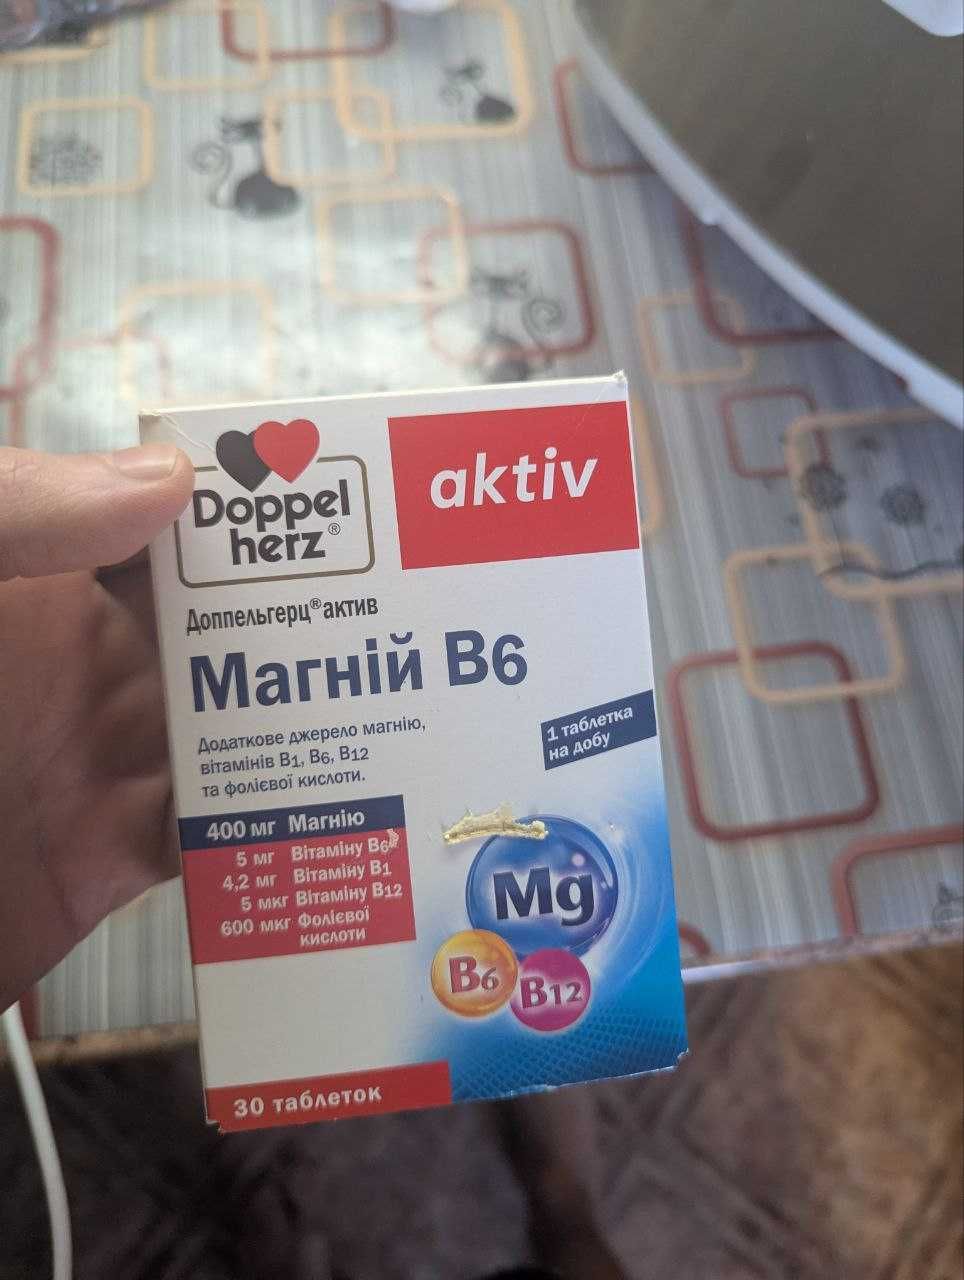 Doppel
herz®
aktiv
Доппельгерц® актив
Магній В6
Додаткове джерело магнію,
вітамінів В1, В6, В12
та фолієвої кислоти.
1 таблетка
на добу
400 мг Магнію
5 мг Вітаміну В6
4,2 мг Вітаміну В1
5 мкг Вітаміну В12
600 мкг Фолієвої
кислоти
Mg
B6
B12
30 таблеток